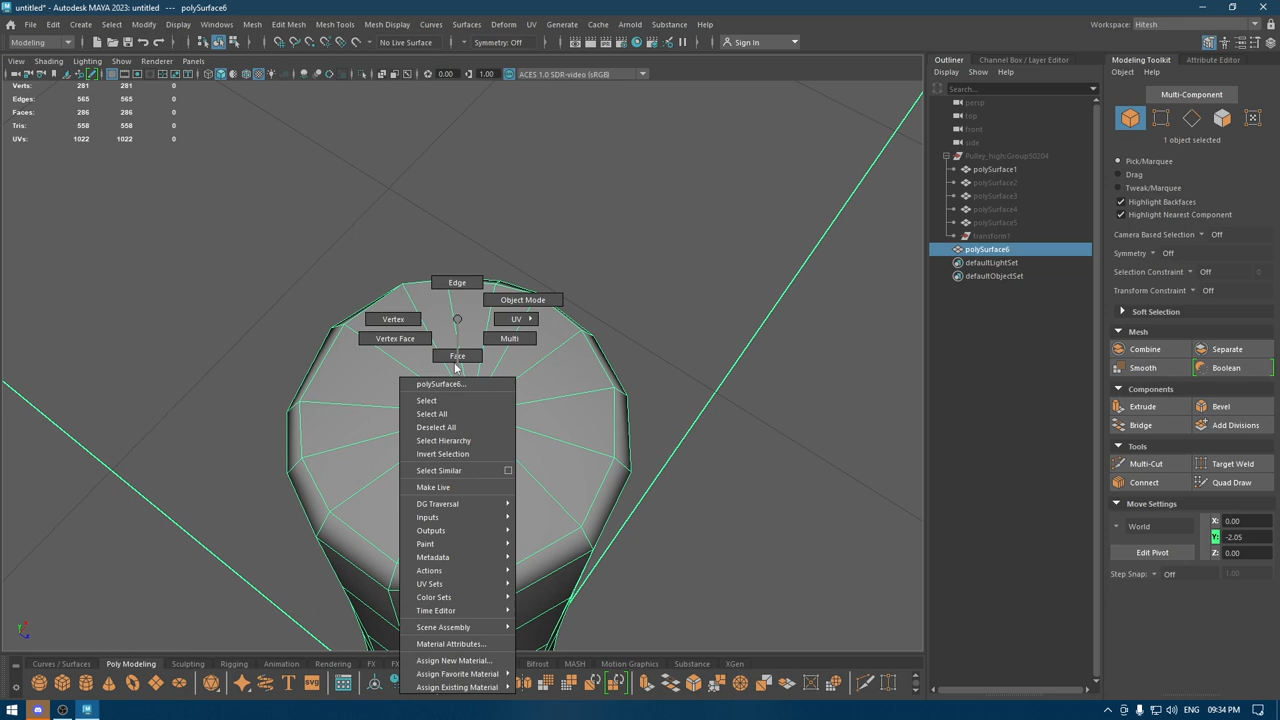 untitled* - Autodesk MAYA 2023: untitled --- polySurface6
File Edit Create Select Modify Display Windows Mesh Edit Mesh Mesh Tools Mesh Display Curves Surfaces Deform UV Generate Cache Arnold Substance Help
Workspace: Hitesh
Modeling No Live Surface Symmetry: Off Sign In
View Shading Lighting Show Renderer Panels
0.00 1.00 ACES 1.0 SDR-video (sRGB)
Verts: 281 281 0
Edges: 565 565 0
Faces: 286 286 0
Tris: 558 558 0
UVs: 1022 1022 0
Edge
Object Mode
Vertex
UV
Vertex Face
Multi
Face
polySurface6...
Select
Select All
Deselect All
Select Hierarchy
Invert Selection
Select Similar
Make Live
DG Traversal
Inputs
Outputs
Paint
Metadata
Actions
UV Sets
Color Sets
Time Editor
Scene Assembly
Material Attributes...
Assign New Material...
Assign Favorite Material
Assign Existing Material
Outliner Channel Box / Layer Editor
Display Show Help
Search...
persp
top
front
side
Pulley_high:Group50204
polySurface1
polySurface2
polySurface3
polySurface4
polySurface5
transform1
polySurface6
defaultLightSet
defaultObjectSet
Modeling Toolkit Attribute Editor
Object Help
Multi-Component
1 object selected
Pick/Marquee
Drag
Tweak/Marquee
Highlight Backfaces
Highlight Nearest Component
Camera Based Selection Off
Symmetry Off
Selection Constraint Off 0
Transform Constraint Off
Soft Selection
Mesh
Combine Separate
Smooth Boolean
Components
Extrude Bevel
Bridge Add Divisions
Tools
Multi-Cut Target Weld
Connect Quad Draw
Move Settings
World
X: 0.00
Y: -2.05
Edit Pivot
Z: 0.00
Step Snap: Off 1.00
Curves / Surfaces Poly Modeling Sculpting Rigging Animation Rendering FX Bifrost MASH Motion Graphics Substance XGen
ENG 09:34 PM